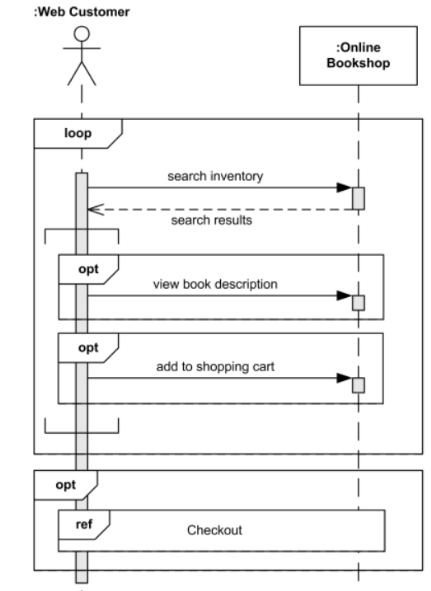 :Web Customer
:Online
Bookshop
loop
search inventory
search results
opt
view book description
opt
add to shopping cart
opt
ref
Checkout